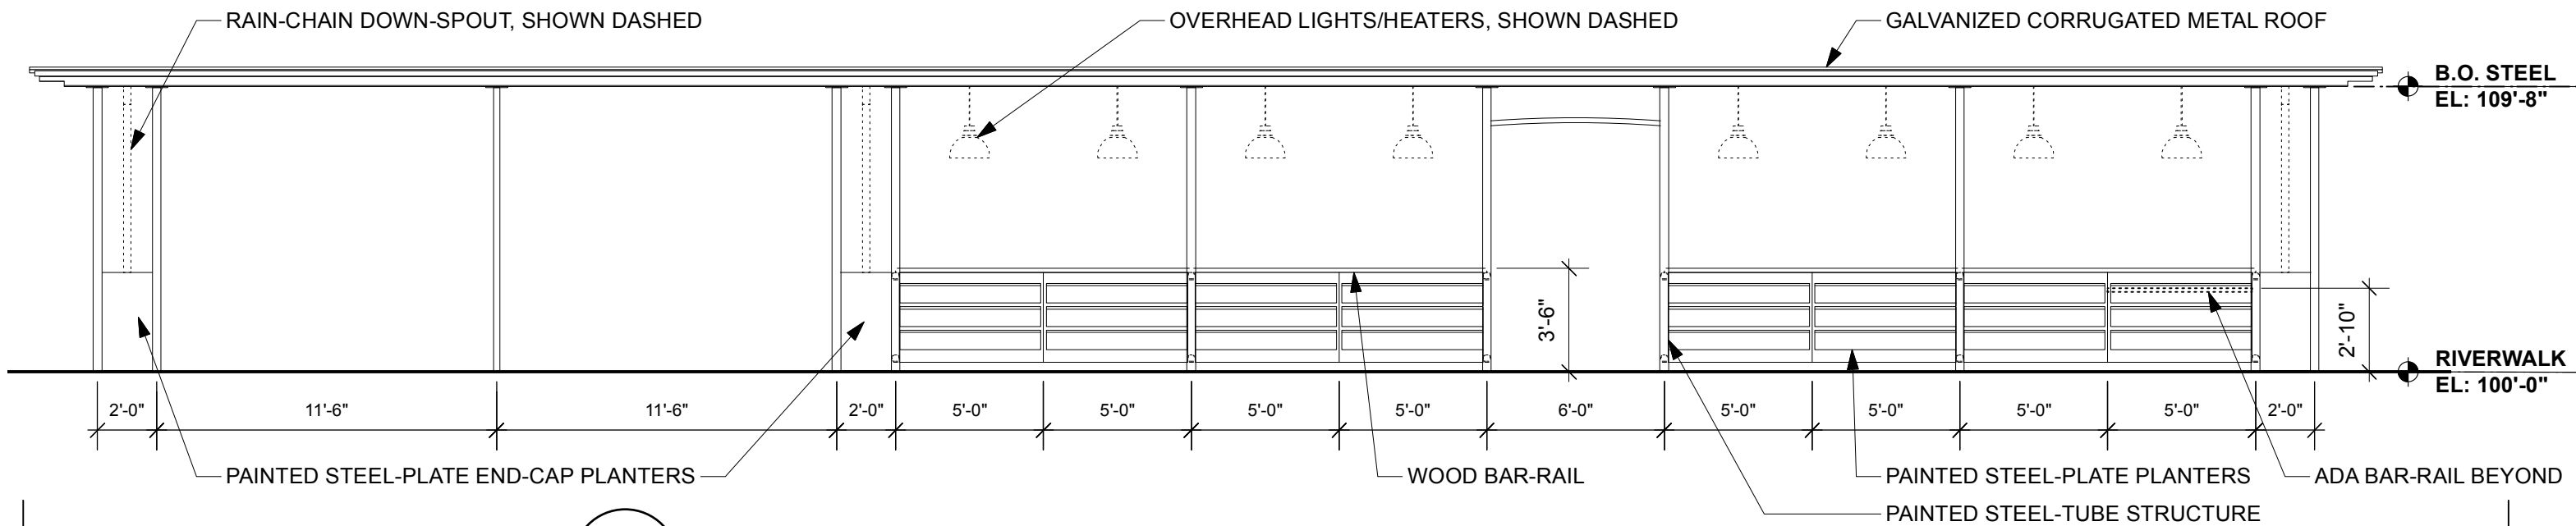 RAIN-CHAIN DOWN-SPOUT, SHOWN DASHED
OVERHEAD LIGHTS/HEATERS, SHOWN DASHED
GALVANIZED CORRUGATED METAL ROOF
B.O. STEEL
EL: 109'-8"
3'-6"
2'-10"
RIVERWALK
EL: 100'-0"
2'-0" 11'-6" 11'-6" 2'-0" 5'-0" 5'-0" 5'-0" 5'-0" 6'-0" 5'-0" 5'-0" 5'-0" 5'-0" 2'-0"
PAINTED STEEL-PLATE END-CAP PLANTERS
WOOD BAR-RAIL
PAINTED STEEL-PLATE PLANTERS
ADA BAR-RAIL BEYOND
PAINTED STEEL-TUBE STRUCTURE